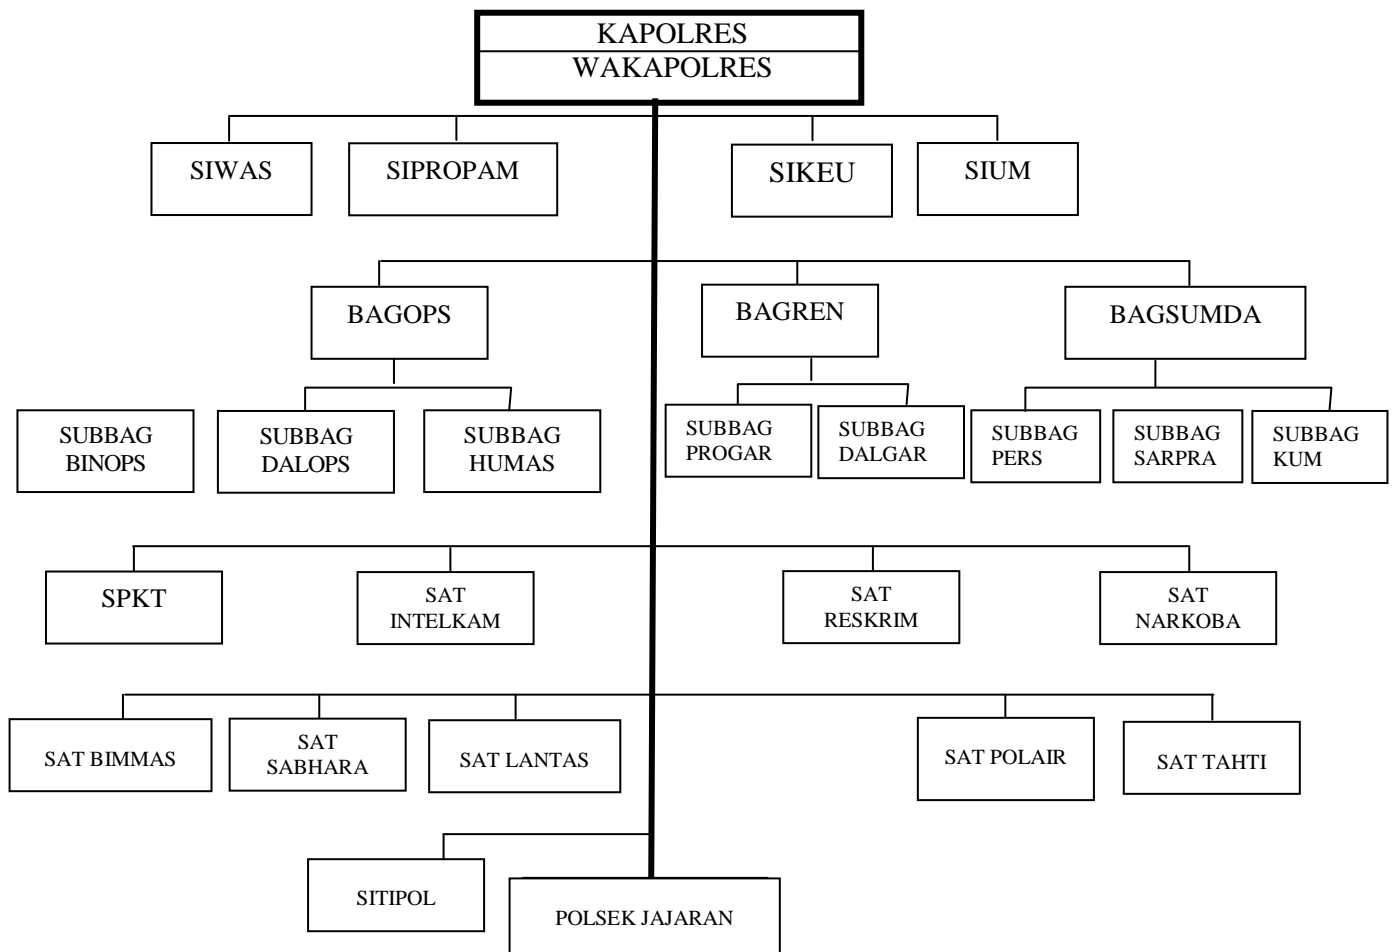 KAPOLRES
WAKAPOLRES
SIWAS
SIPROPAM
SIKEU
SIUM
BAGOPS
BAGREN
BAGSUMDA
SUBBAG
BINOPS
SUBBAG
DALOPS
SUBBAG
HUMAS
SUBBAG
PROGAR
SUBBAG
DALGAR
SUBBAG
PERS
SUBBAG
SARPRA
SUBBAG
KUM
SPKT
SAT
INTELKAM
SAT
RESKRIM
SAT
NARKOBA
SAT BIMMAS
SAT
SABHARA
SAT LANTAS
SAT POLAIR
SAT TAHTI
SITIPOL
POLSEK JAJARAN